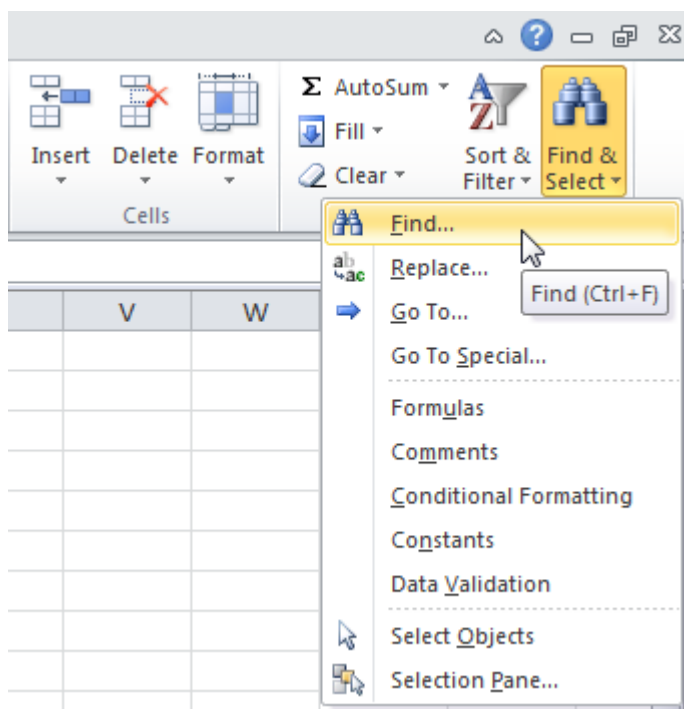 Σ AutoSum
Fill
Clear
Insert Delete Format
Sort &
Filter
Find &
Select
Cells
Find...
Replace...
Find (Ctrl+F)
V W
Go To...
Go To Special...
Formulas
Comments
Conditional Formatting
Constants
Data Validation
Select Objects
Selection Pane...